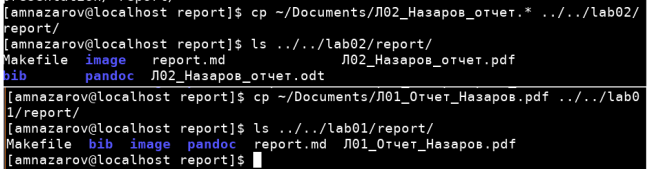 [amnazarov@localhost report]$ cp ~/Documents/Л02_Назаров_отчет.* ../../lab02/
report/
[amnazarov@localhost report]$ ls ../../lab02/report/
Makefile  image   report.md            Л02_Назаров_отчет.pdf
bib       pandoc  Л02_Назаров_отчет.odt
[amnazarov@localhost report]$ cp ~/Documents/Л01_Отчет_Назаров.pdf ../../lab0
1/report/
[amnazarov@localhost report]$ ls ../../lab01/report/
Makefile  bib  image  pandoc  report.md  Л01_Отчет_Назаров.pdf
[amnazarov@localhost report]$